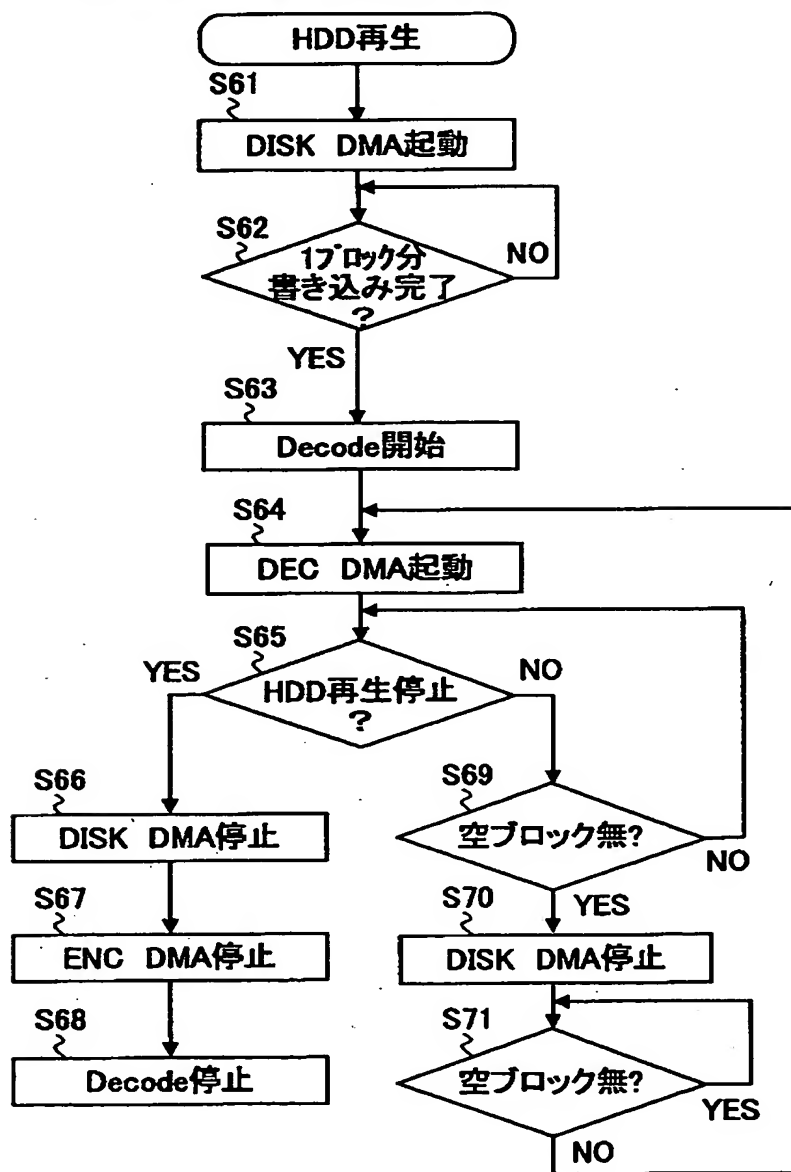 HDD再生
S61
DISK DMA起動
S62
1ブロック分
書き込み完了
?
NO
YES
S63
Decode開始
S64
DEC DMA起動
S65
YES
NO
HDD再生停止
?
S66
DISK DMA停止
S69
空ブロック無?
NO
YES
S67
ENC DMA停止
S70
DISK DMA停止
S68
Decode停止
S71
空ブロック無?
YES
NO